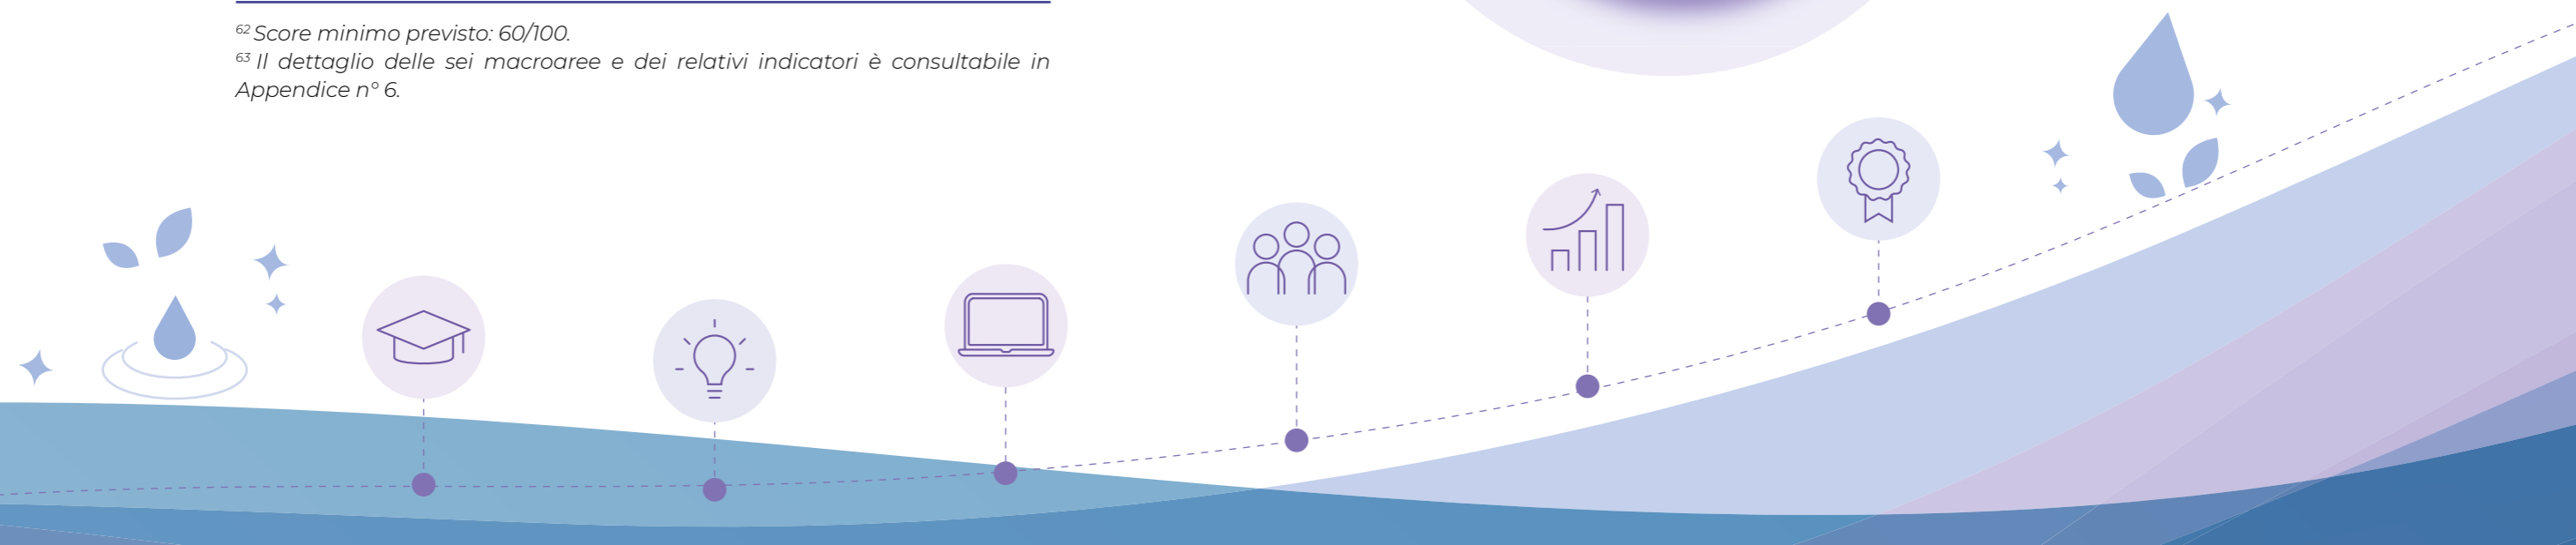 ⁶² Score minimo previsto: 60/100.
⁶³ Il dettaglio delle sei macroaree e dei relativi indicatori è consultabile in
Appendice n° 6.